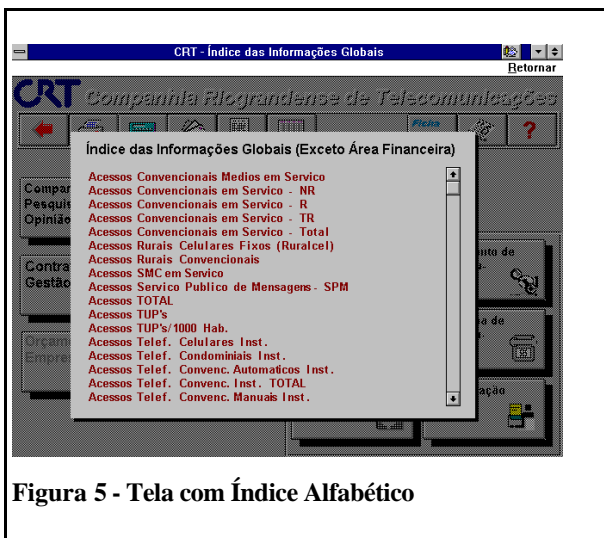 CRT - Índice das Informações Globais
Retornar
CRT Companhia Riograndense de Telecomunicações
Ficha
?
Índice das Informações Globais (Exceto Área Financeira)
Acessos Convencionais Medios em Servico
Acessos Convencionais em Servico - NR
Acessos Convencionais em Servico - R
Acessos Convencionais em Servico - TR
Acessos Convencionais em Servico - Total
Acessos Rurais Celulares Fixos (Ruralcel)
Acessos Rurais Convencionais
Acessos SMC em Servico
Acessos Servico Publico de Mensagens - SPM
Acessos TOTAL
Acessos TUP's
Acessos TUP's/1000 Hab.
Acessos Telef. Celulares Inst.
Acessos Telef. Condominiais Inst.
Acessos Telef. Convenc. Automaticos Inst.
Acessos Telef. Convenc. Inst. TOTAL
Acessos Telef. Convenc. Manuais Inst.
Opinião
Contra
Gestão
de
a de
Figura 5 - Tela com Índice Alfabético